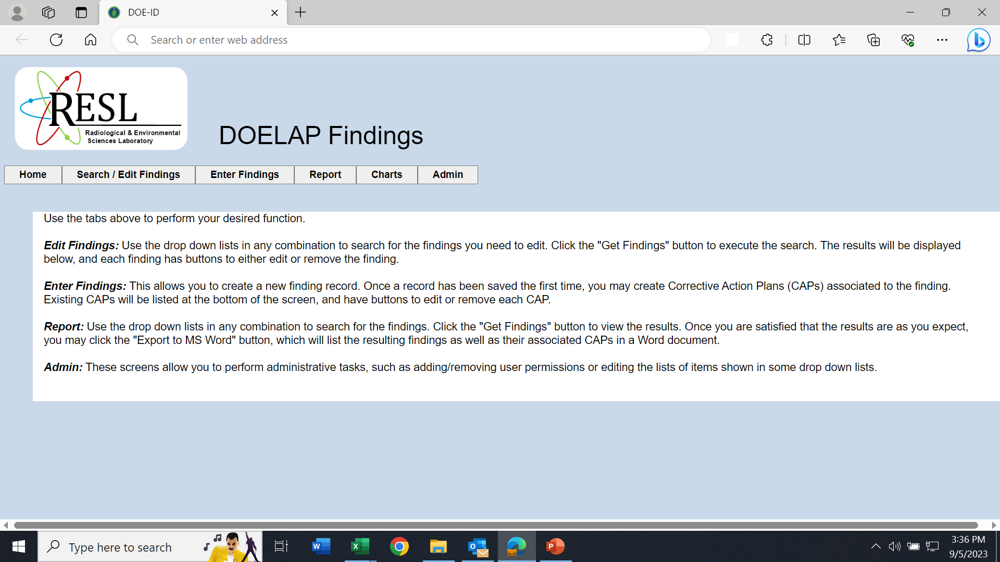 DOE-ID
Search or enter web address
RESL
Radiological & Environmental
Sciences Laboratory
DOELAP Findings
Home Search / Edit Findings Enter Findings Report Charts Admin
Use the tabs above to perform your desired function.
Edit Findings: Use the drop down lists in any combination to search for the findings you need to edit. Click the "Get Findings" button to execute the search. The results will be displayed
below, and each finding has buttons to either edit or remove the finding.
Enter Findings: This allows you to create a new finding record. Once a record has been saved the first time, you may create Corrective Action Plans (CAPs) associated to the finding.
Existing CAPs will be listed at the bottom of the screen, and have buttons to edit or remove each CAP.
Report: Use the drop down lists in any combination to search for the findings. Click the "Get Findings" button to view the results. Once you are satisfied that the results are as you expect,
you may click the "Export to MS Word" button, which will list the resulting findings as well as their associated CAPs in a Word document.
Admin: These screens allow you to perform administrative tasks, such as adding/removing user permissions or editing the lists of items shown in some drop down lists.
Type here to search
W
X
O
P
3:36 PM
9/5/2023